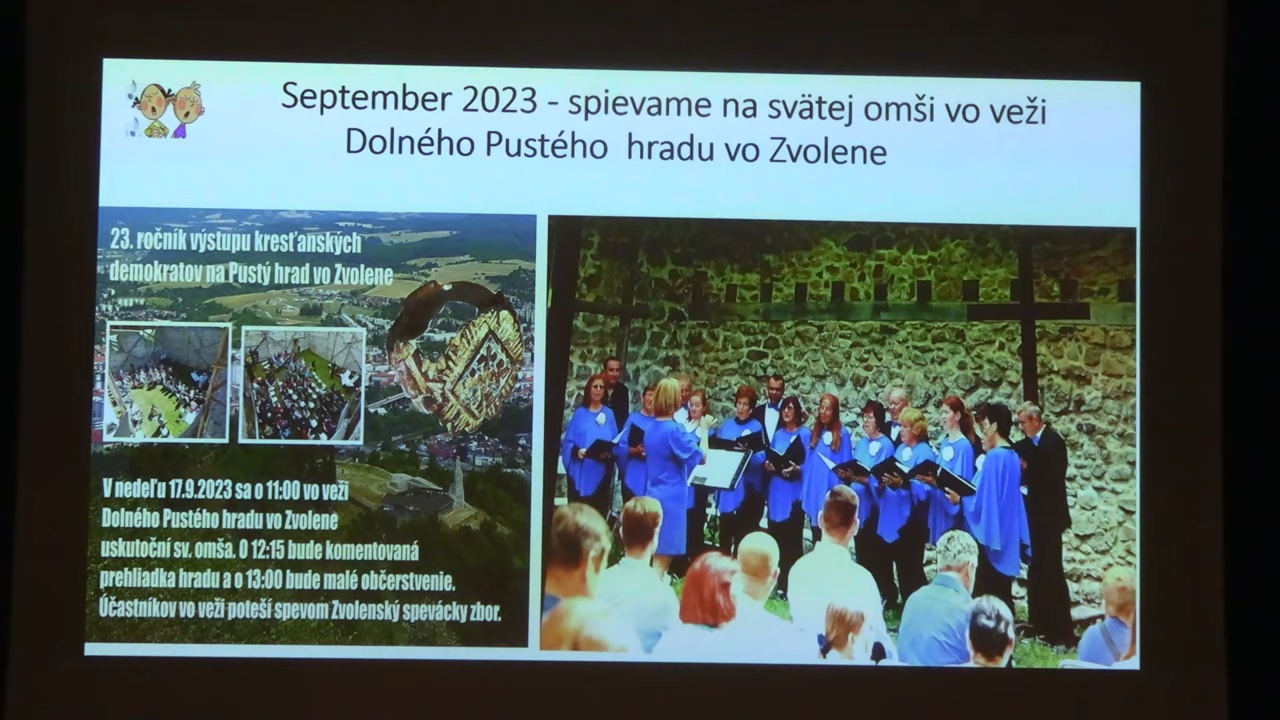 September 2023 - spievame na svätej omši vo veži
Dolného Pustého hradu vo Zvolene
23. ročník výstupu kresťanských
demokratov na Pustý hrad vo Zvolene
V nedeľu 17.9.2023 sa o 11:00 vo veži
Dolného Pustého hradu vo Zvolene
uskutoční sv. omša. O 12:15 bude komentovaná
prehliadka hradu a o 13:00 bude malé občerstvenie.
Účastníkov vo veži poteší spevom Zvolenský spevácky zbor.